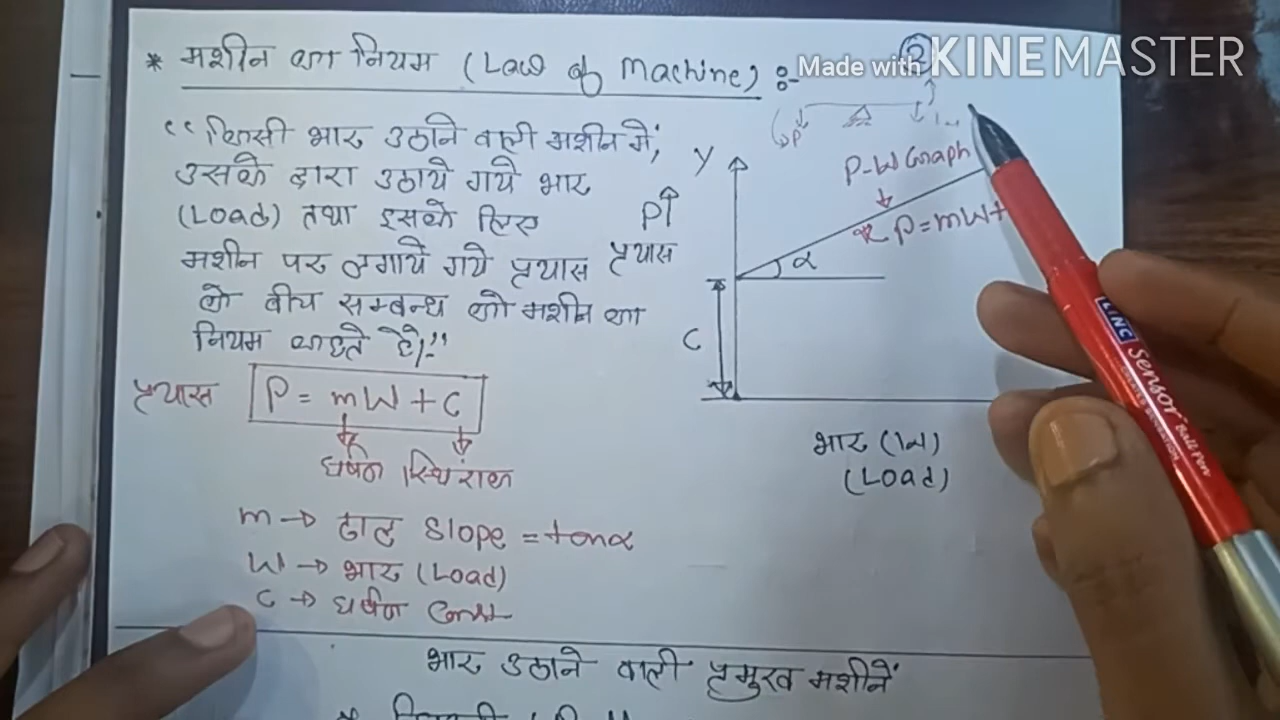 * मशीन का नियम (Law of Machine) :-
Made with KINEMASTER
"किसी भार उठाने वाली मशीन में,
उसके द्वारा उठाये गये भार
(Load) तथा इसके लिए
मशीन पर लगाये गये प्रयास
के बीच सम्बन्ध को मशीन का
नियम कहते है।"
प्रयास P = mW + C
घर्षण स्थिरांक
m → ढाल slope = tanα
W → भार (Load)
C → घर्षण Const
P
W
Y
P-W Graph
P = mW +
P↑
प्रयास
α
C
भार (W)
(Load)
LINC Sensor
Ball Pen
भार उठाने वाली प्रमुख मशीनें